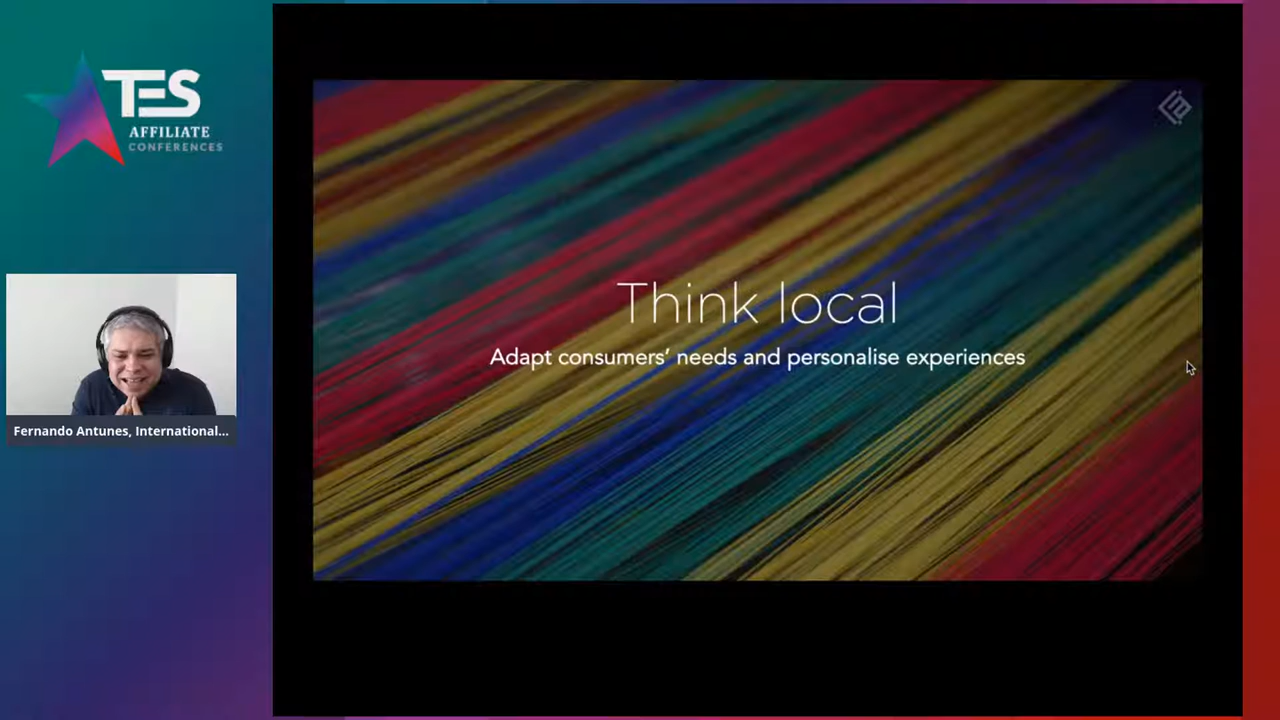 TES
AFFILIATE
CONFERENCES
Think local
Adapt consumers' needs and personalise experiences
Fernando Antunes, International...